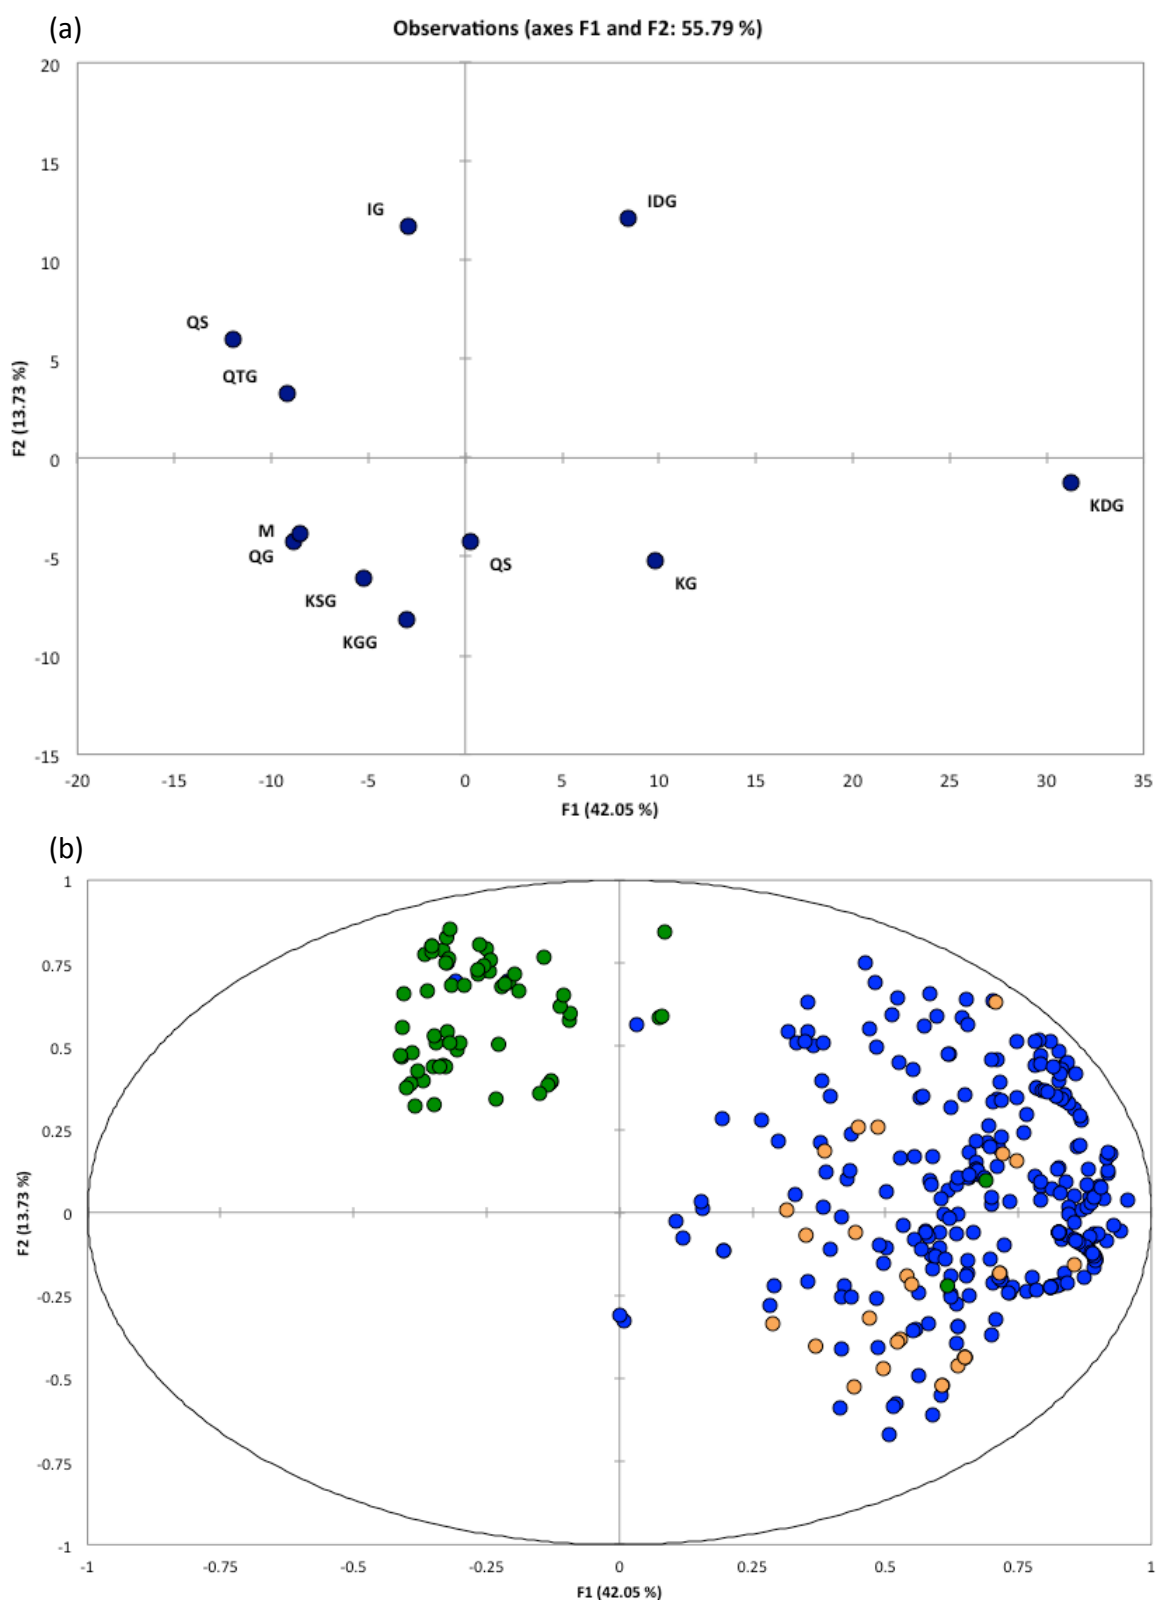 (a)
Observations (axes F1 and F2: 55.79 %)
20
15
10
5
0
-5
-10
-15
F2 (13.73 %)
IG
IDG
QS
QTG
KDG
M
QG
QS
KG
KSG
KGG
-20 -15 -10 -5 0 5 10 15 20 25 30 35
F1 (42.05 %)
(b)
1
0.75
0.5
0.25
0
-0.25
-0.5
-0.75
-1
F2 (13.73 %)
-1 -0.75 -0.5 -0.25 0 0.25 0.5 0.75 1
F1 (42.05 %)